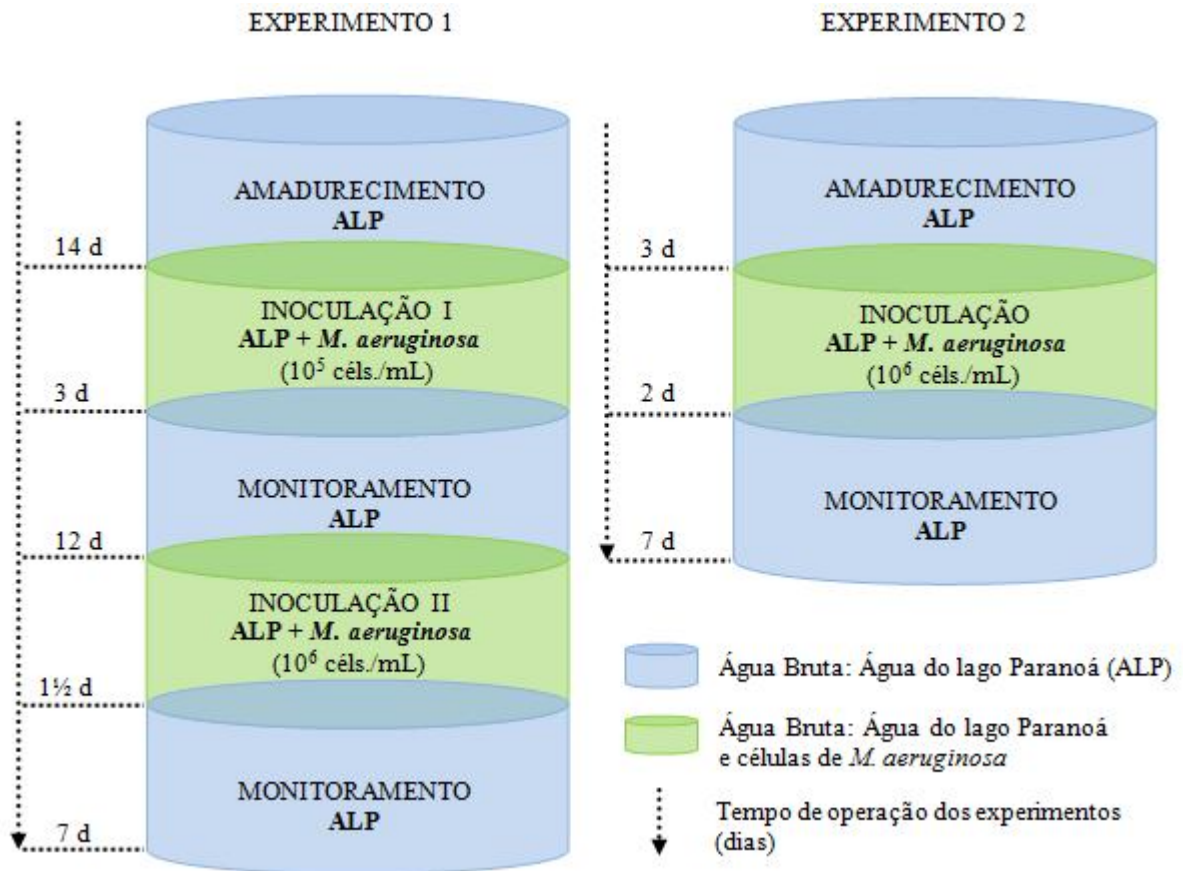 EXPERIMENTO 1
AMADURECIMENTO
ALP
14 d
INOCULAÇÃO I
ALP + M. aeruginosa
(10⁵ céls./mL)
3 d
MONITORAMENTO
ALP
12 d
INOCULAÇÃO II
ALP + M. aeruginosa
(10⁶ céls./mL)
1½ d
MONITORAMENTO
ALP
7 d
EXPERIMENTO 2
AMADURECIMENTO
ALP
3 d
INOCULAÇÃO
ALP + M. aeruginosa
(10⁶ céls./mL)
2 d
MONITORAMENTO
ALP
7 d
Água Bruta: Água do lago Paranoá (ALP)
Água Bruta: Água do lago Paranoá
e células de M. aeruginosa
Tempo de operação dos experimentos
(dias)